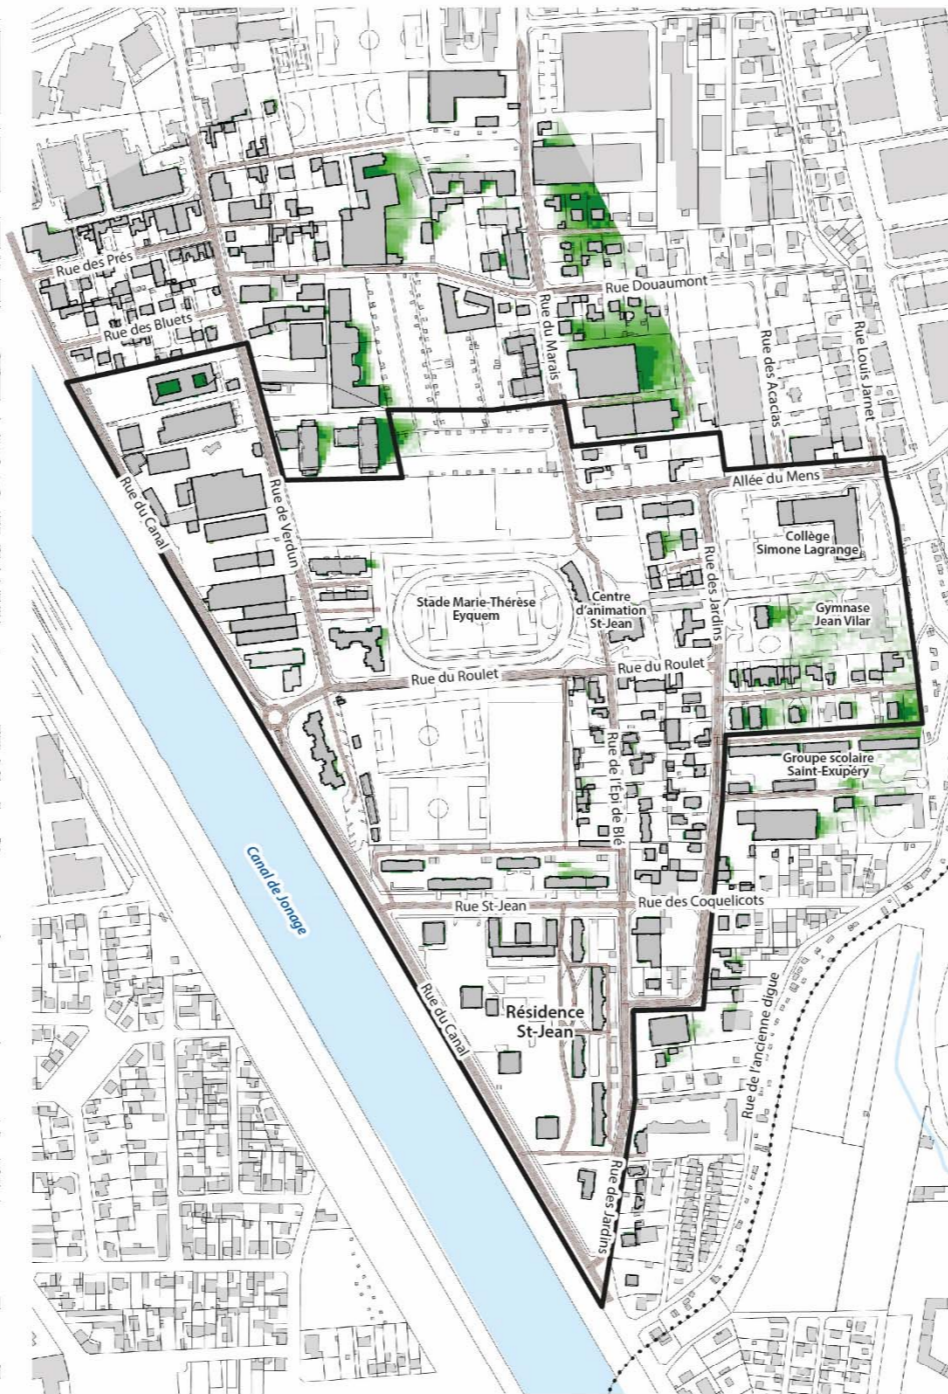 Rue des Prés
Rue Douaumont
Rue des Bluets
Rue du Marais
Rue des Acacias
Rue Louis Jarnet
Rue du Canal
Rue de Verdun
Allée du Mens
Collège
Simone Lagrange
Rue des Jardins
Stade Marie-Thérèse
Eyquem
Centre
d'animation
St-Jean
Gymnase
Jean Vilar
Rue du Roulet
Rue du Roulet
Rue de l'Épi de Blé
Groupe scolaire
Saint-Exupéry
Canal de Jonage
Rue St-Jean
Rue des Coquelicots
Rue du Canal
Résidence
St-Jean
Rue de l'ancienne digue
Rue des Jardins